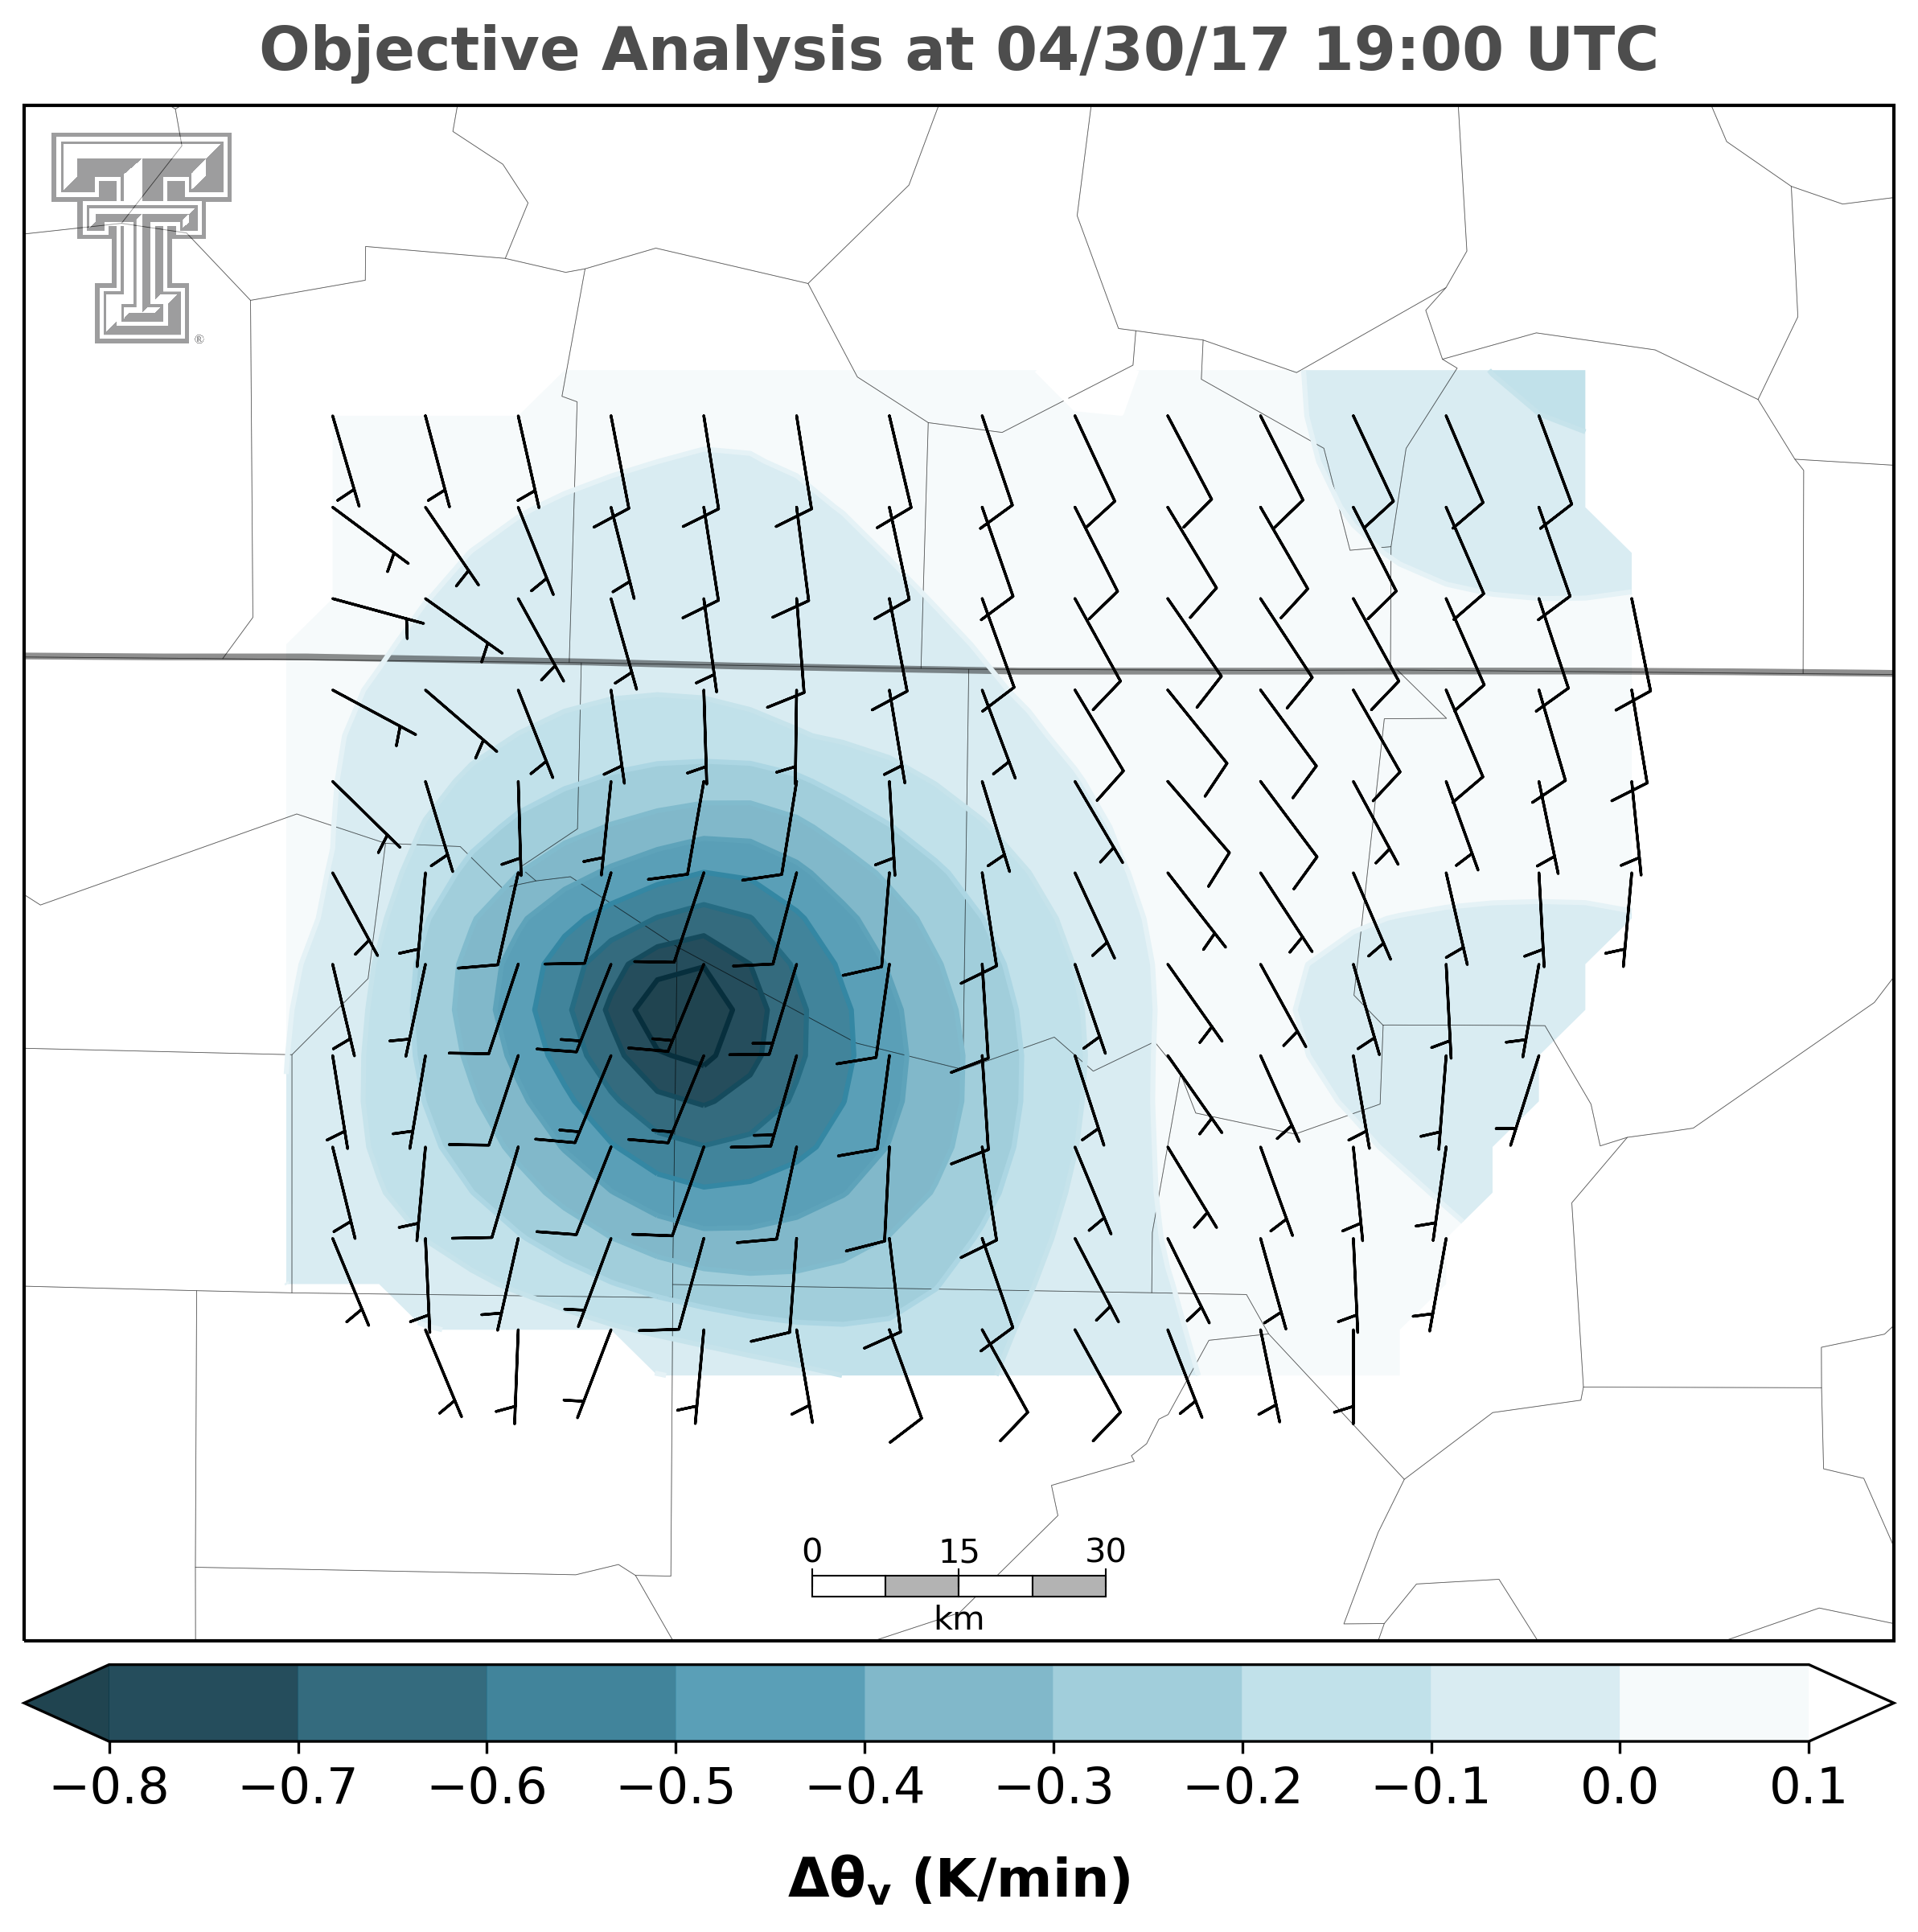 Objective Analysis at 04/30/17 19:00 UTC
®
0 15 30
km
−0.8 −0.7 −0.6 −0.5 −0.4 −0.3 −0.2 −0.1 0.0 0.1
Δθᵥ (K/min)